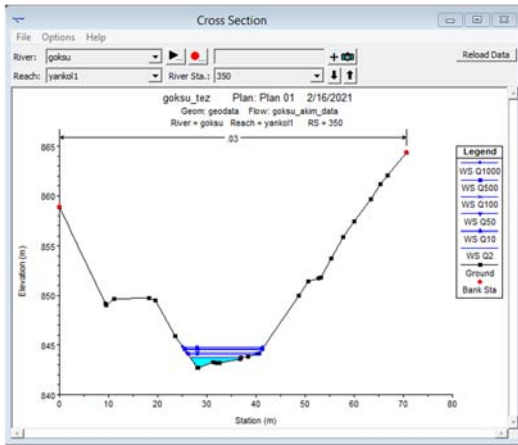 Cross Section
File Options Help
River: goksu
Reload Data
Reach: yankol1 River Sta.: 350
goksu_tez Plan: Plan 01 2/16/2021
Geom: geodata Flow: goksu_akim_data
River = goksu Reach = yankol1 RS = 350
.03
Legend
WS Q1000
WS Q500
WS Q100
WS Q50
WS Q10
WS Q2
Ground
Bank Sta
865
860
855
850
845
840
Elevation (m)
0 10 20 30 40 50 60 70 80
Station (m)